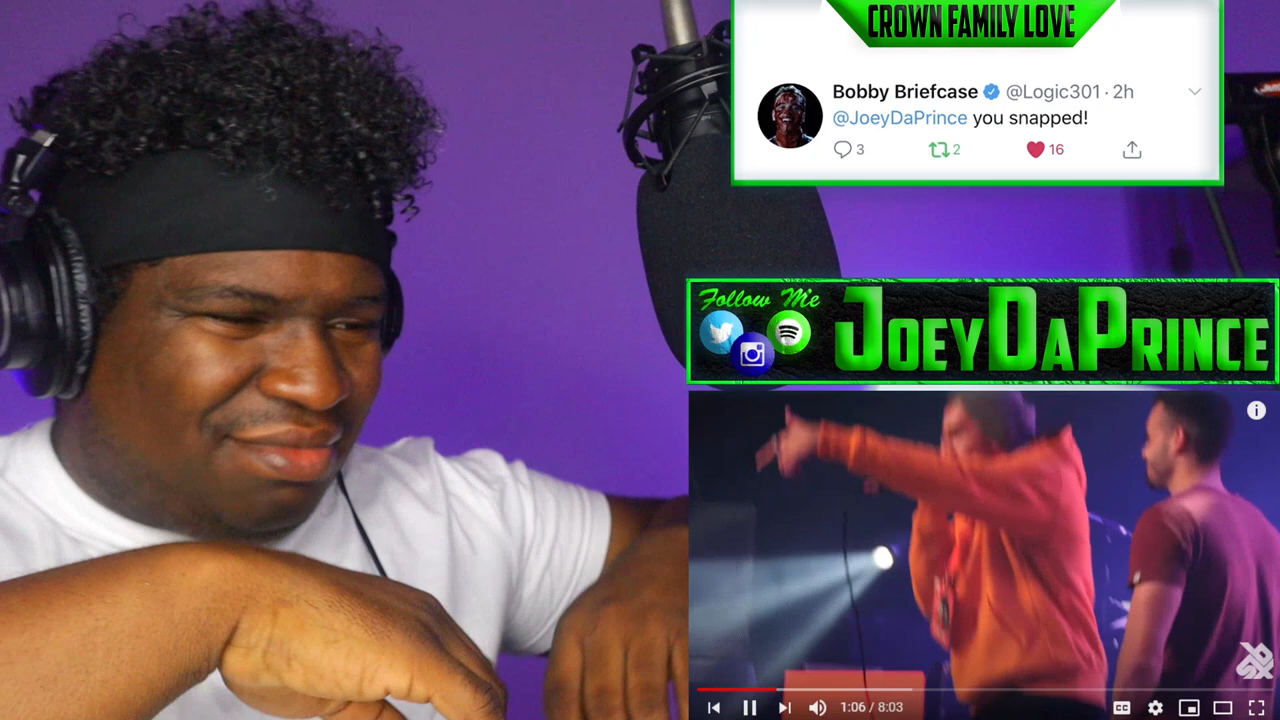 CROWN FAMILY LOVE
Bobby Briefcase @Logic301 · 2h
@JoeyDaPrince you snapped!
3 2 16
Follow Me
JOEYDAPRINCE
i
1:06 / 8:03
CC